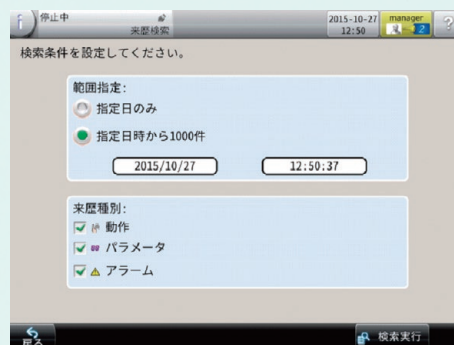 停止中
来歴検索
2015-10-27
12:50
manager
2
?
検索条件を設定してください。
範囲指定:
指定日のみ
指定日時から1000件
2015/10/27
12:50:37
来歴種別:
動作
パラメータ
アラーム
戻る
検索実行